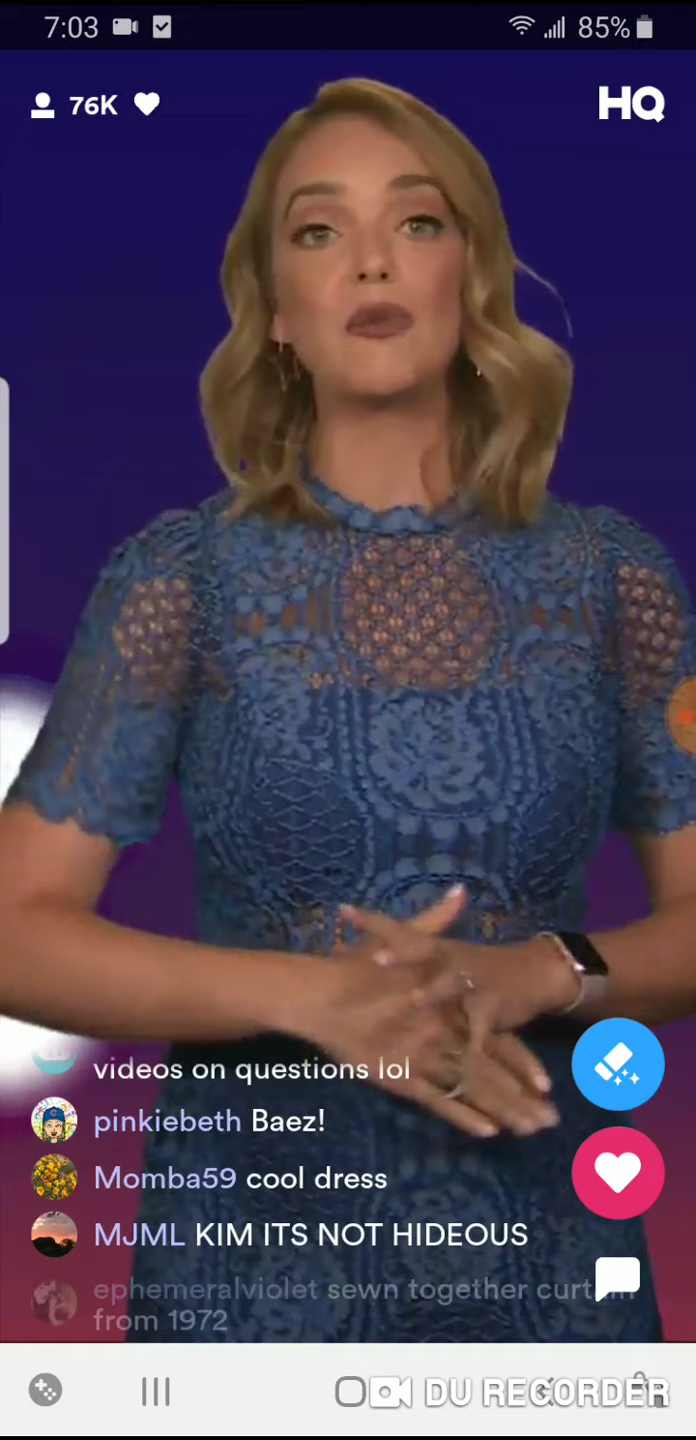 7:03 85%
76K HQ
videos on questions lol
pinkiebeth Baez!
Momba59 cool dress
MJML KIM ITS NOT HIDEOUS
ephemeralviolet sewn together curtain
from 1972
DU RECORDER